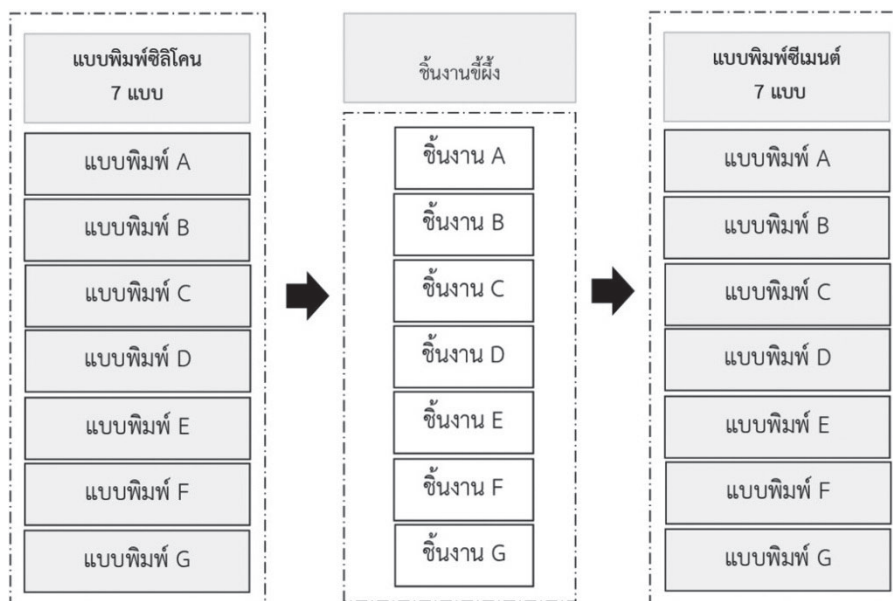 แบบพิมพ์ซิลิโคน
7 แบบ
แบบพิมพ์ A
แบบพิมพ์ B
แบบพิมพ์ C
แบบพิมพ์ D
แบบพิมพ์ E
แบบพิมพ์ F
แบบพิมพ์ G
ชิ้นงานขี้ผึ้ง
ชิ้นงาน A
ชิ้นงาน B
ชิ้นงาน C
ชิ้นงาน D
ชิ้นงาน E
ชิ้นงาน F
ชิ้นงาน G
แบบพิมพ์ซีเมนต์
7 แบบ
แบบพิมพ์ A
แบบพิมพ์ B
แบบพิมพ์ C
แบบพิมพ์ D
แบบพิมพ์ E
แบบพิมพ์ F
แบบพิมพ์ G